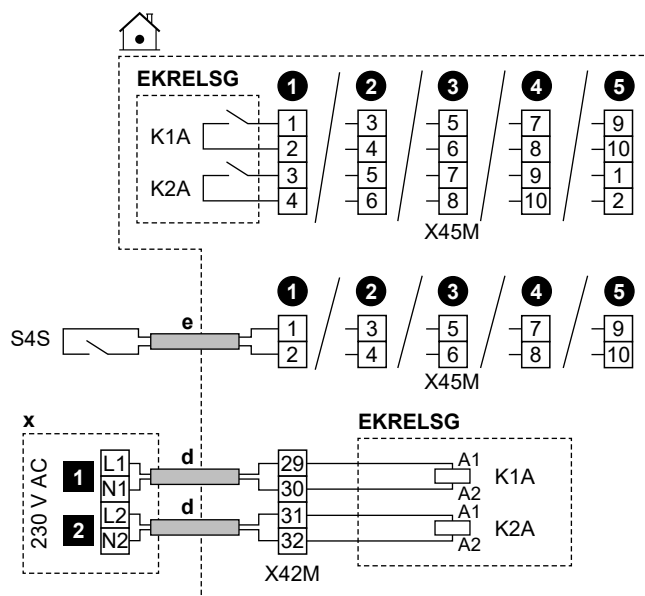 EKRELSG 1 2 3 4 5
K1A
1 3 5 7 9
2 4 6 8 10
K2A
3 5 7 9 1
4 6 8 10 2
X45M
1 2 3 4 5
S4S e
1 3 5 7 9
2 4 6 8 10
X45M
x EKRELSG
230 V AC
1 L1 d 29 A1 K1A
N1 30 A2
2 L2 d 31 A1 K2A
N2 32 A2
X42M